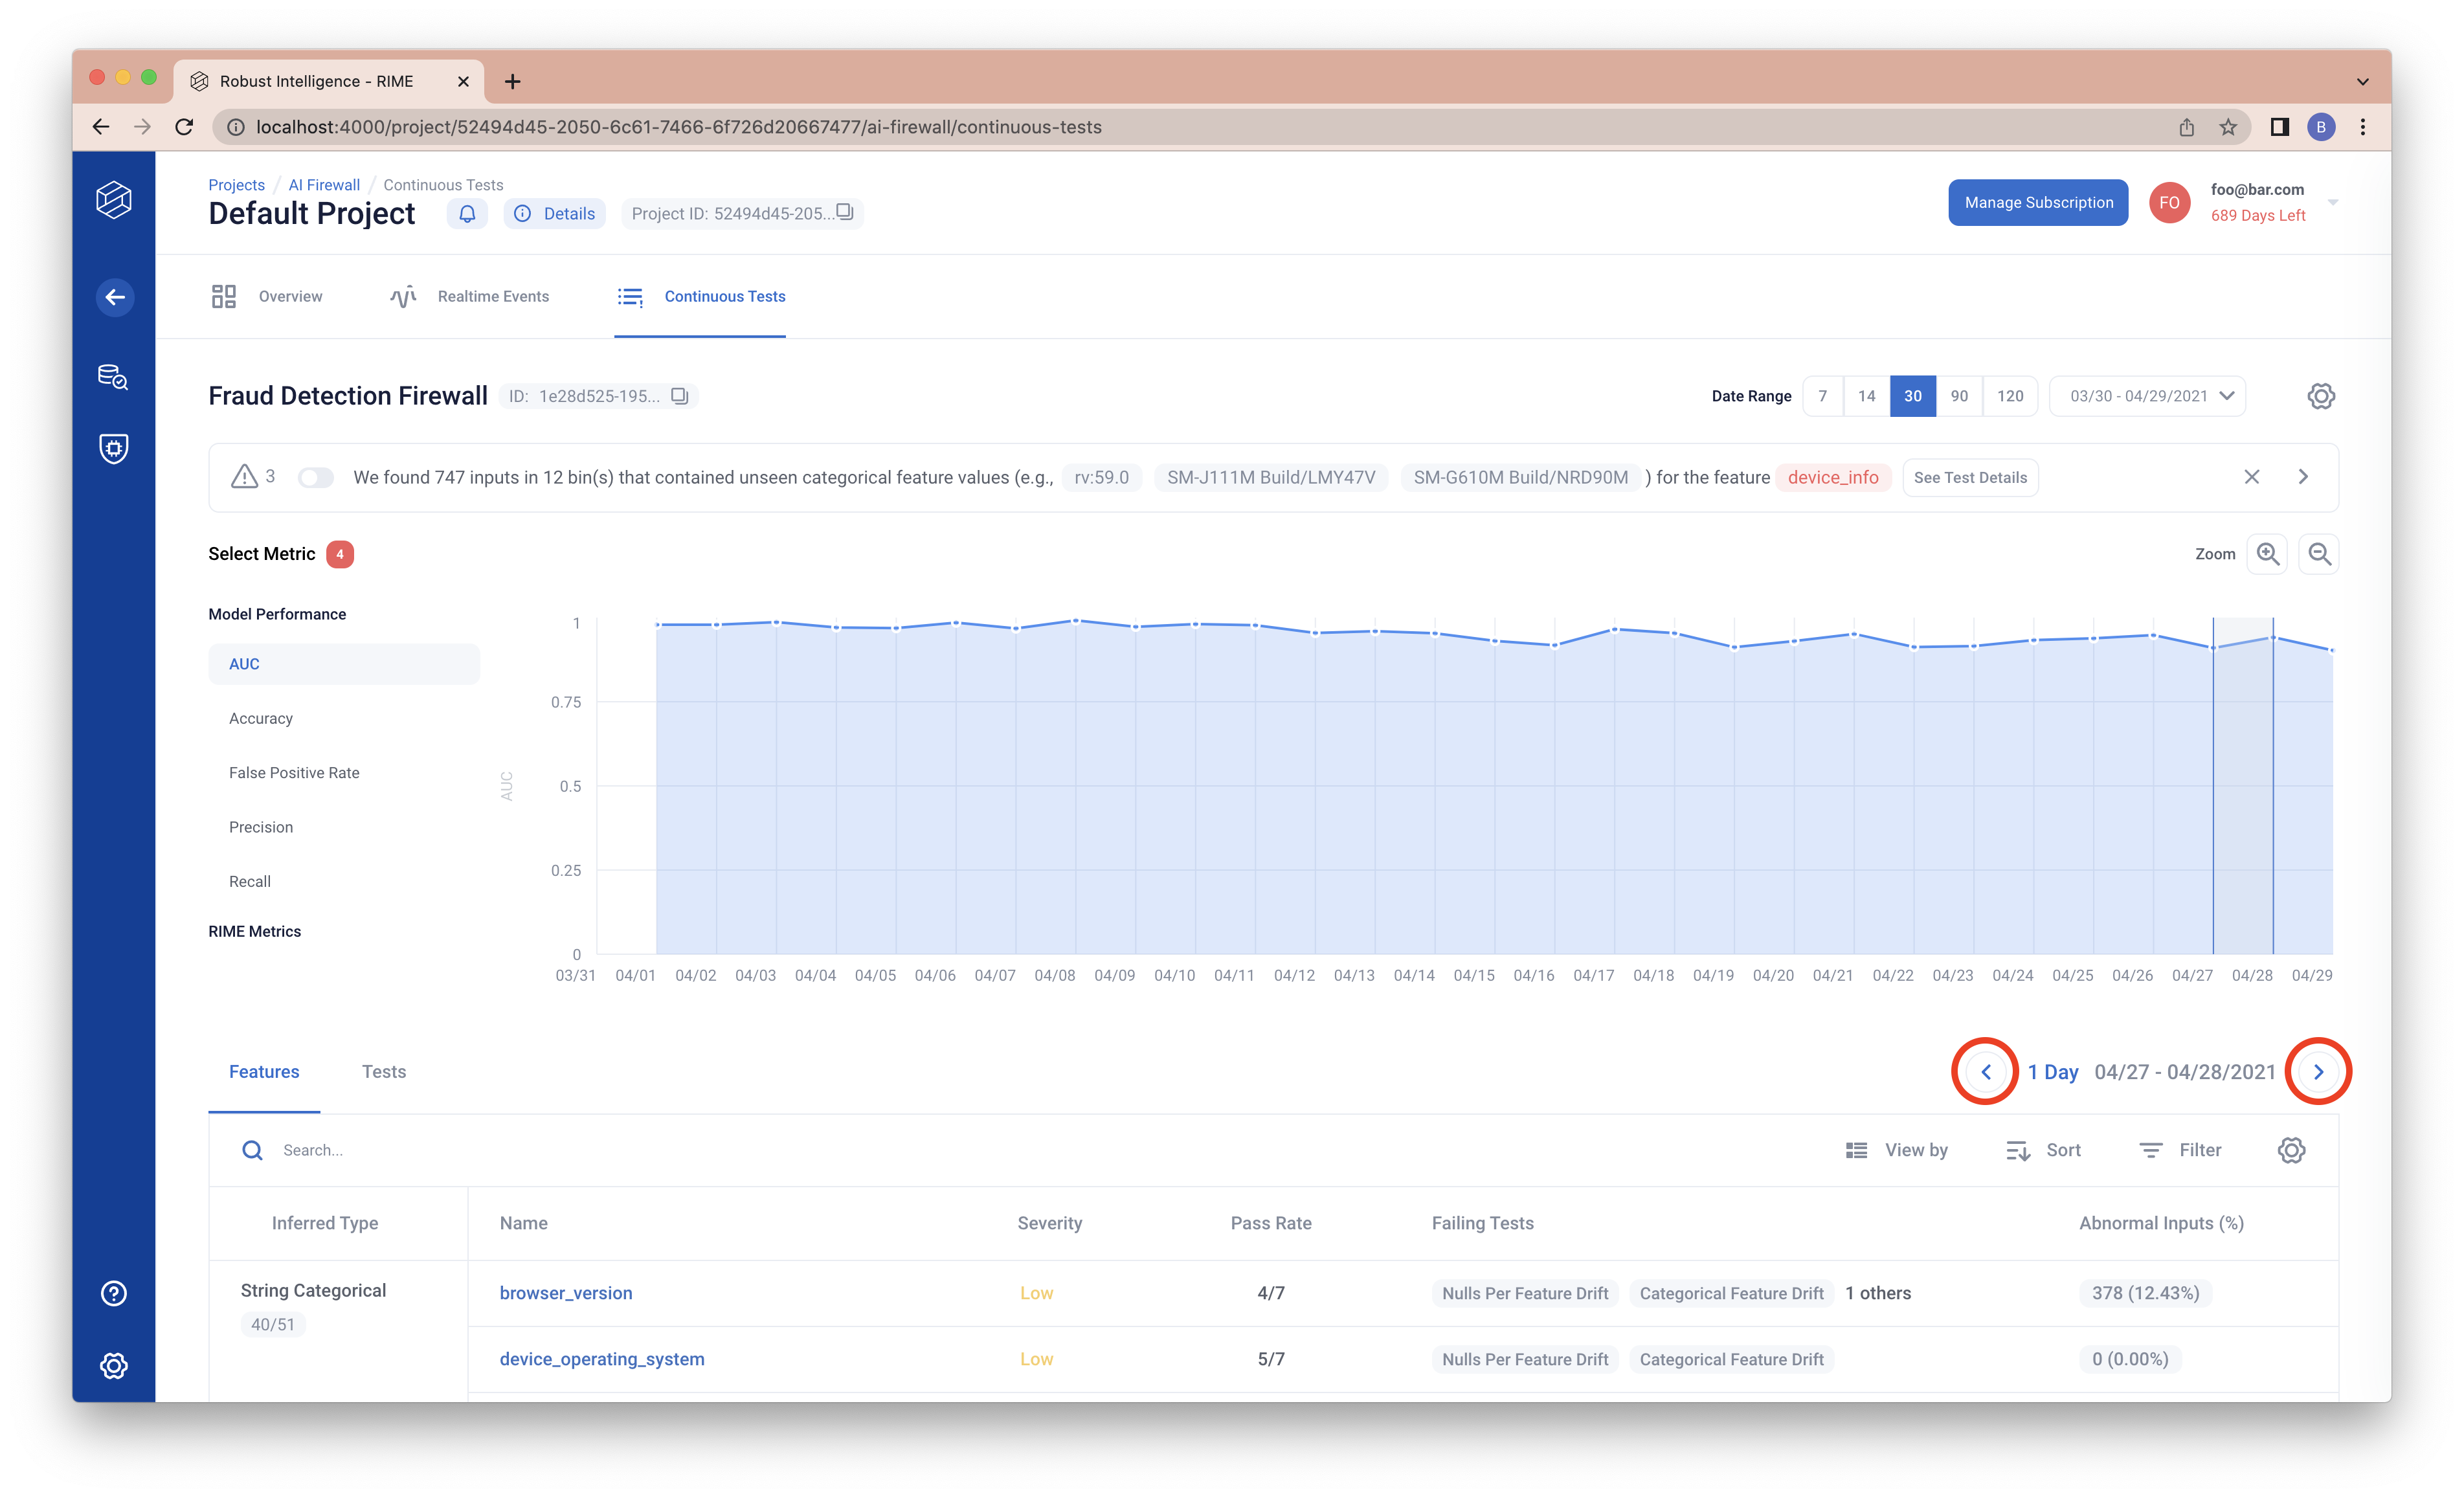 Robust Intelligence - RIME
localhost:4000/project/52494d45-2050-6c61-7466-6f726d20667477/ai-firewall/continuous-tests
B
Projects / AI Firewall / Continuous Tests
Default Project
Details
Project ID: 52494d45-205...
Manage Subscription
FO
foo@bar.com
689 Days Left
Overview
Realtime Events
Continuous Tests
Fraud Detection Firewall
ID: 1e28d525-195...
Date Range
7 14 30 90 120
03/30 - 04/29/2021
3 We found 747 inputs in 12 bin(s) that contained unseen categorical feature values (e.g., rv:59.0 SM-J111M Build/LMY47V SM-G610M Build/NRD90M ) for the feature device_info See Test Details
Select Metric 4
Zoom
Model Performance
AUC
Accuracy
False Positive Rate
Precision
Recall
RIME Metrics
AUC
1
0.75
0.5
0.25
0
03/31 04/01 04/02 04/03 04/04 04/05 04/06 04/07 04/08 04/09 04/10 04/11 04/12 04/13 04/14 04/15 04/16 04/17 04/18 04/19 04/20 04/21 04/22 04/23 04/24 04/25 04/26 04/27 04/28 04/29
Features
Tests
1 Day 04/27 - 04/28/2021
Search...
View by
Sort
Filter
Inferred Type Name Severity Pass Rate Failing Tests Abnormal Inputs (%)
String Categorical
40/51
browser_version Low 4/7 Nulls Per Feature Drift Categorical Feature Drift 1 others 378 (12.43%)
device_operating_system Low 5/7 Nulls Per Feature Drift Categorical Feature Drift 0 (0.00%)